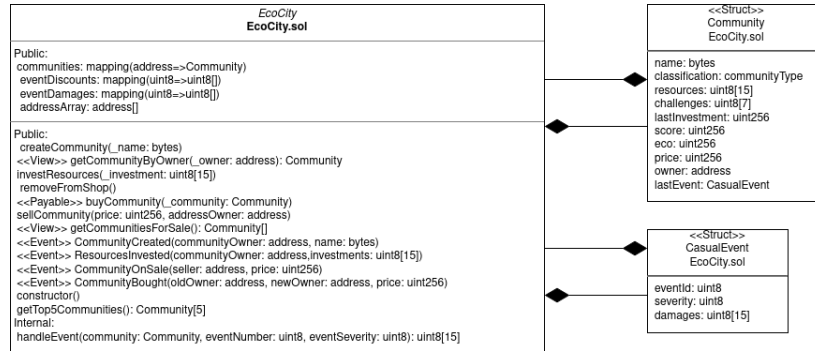 EcoCity
EcoCity.sol
Public:
communities: mapping(address=>Community)
eventDiscounts: mapping(uint8=>uint8[])
eventDamages: mapping(uint8=>uint8[])
addressArray: address[]
Public:
createCommunity(_name: bytes)
<<View>> getCommunityByOwner(_owner: address): Community
investResources(_investment: uint8[15])
removeFromShop()
<<Payable>> buyCommunity(_community: Community)
sellCommunity(price: uint256, addressOwner: address)
<<View>> getCommunitiesForSale(): Community[]
<<Event>> CommunityCreated(communityOwner: address, name: bytes)
<<Event>> ResourcesInvested(communityOwner: address,investments: uint8[15])
<<Event>> CommunityOnSale(seller: address, price: uint256)
<<Event>> CommunityBought(oldOwner: address, newOwner: address, price: uint256)
constructor()
getTop5Communities(): Community[5]
Internal:
handleEvent(community: Community, eventNumber: uint8, eventSeverity: uint8): uint8[15]
<<Struct>>
Community
EcoCity.sol
name: bytes
classification: communityType
resources: uint8[15]
challenges: uint8[7]
lastInvestment: uint256
score: uint256
eco: uint256
price: uint256
owner: address
lastEvent: CasualEvent
<<Struct>>
CasualEvent
EcoCity.sol
eventId: uint8
severity: uint8
damages: uint8[15]